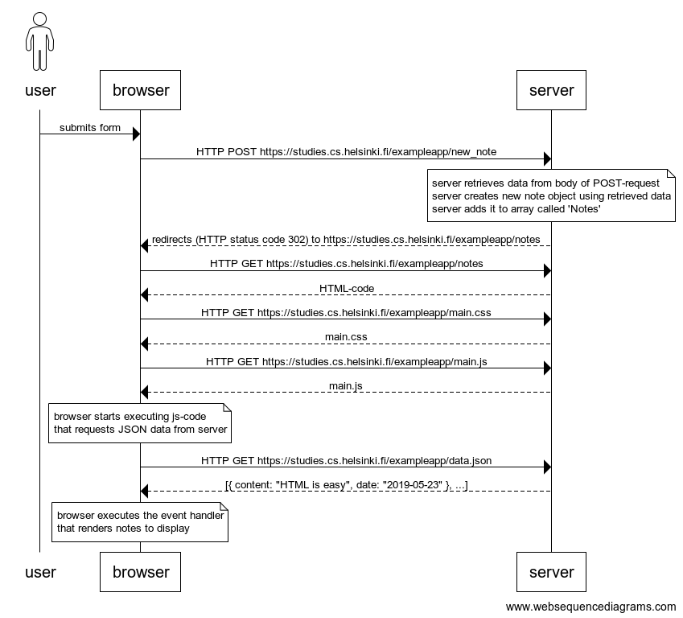 user
browser
server
submits form
HTTP POST https://studies.cs.helsinki.fi/exampleapp/new_note
server retrieves data from body of POST-request
server creates new note object using retrieved data
server adds it to array called 'Notes'
redirects (HTTP status code 302) to https://studies.cs.helsinki.fi/exampleapp/notes
HTTP GET https://studies.cs.helsinki.fi/exampleapp/notes
HTML-code
HTTP GET https://studies.cs.helsinki.fi/exampleapp/main.css
main.css
HTTP GET https://studies.cs.helsinki.fi/exampleapp/main.js
main.js
browser starts executing js-code
that requests JSON data from server
HTTP GET https://studies.cs.helsinki.fi/exampleapp/data.json
[{ content: "HTML is easy", date: "2019-05-23" }, ...]
browser executes the event handler
that renders notes to display
user
browser
server
www.websequencediagrams.com